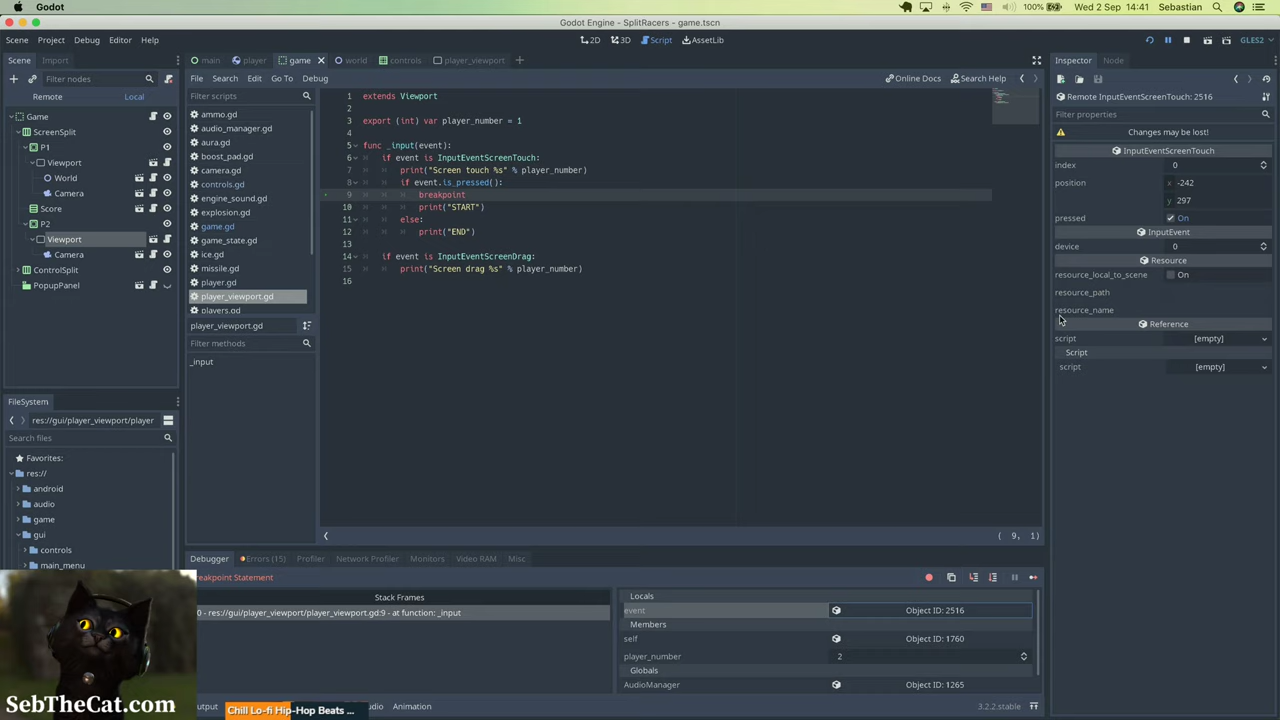 Godot
100%
Wed 2 Sep 14:41
Sebastian
Godot Engine - SplitRacers - game.tscn
Scene Project Debug Editor Help
2D 3D Script AssetLib
GLES2
Scene Import
main player game world controls player_viewport
Inspector Node
Filter nodes
File Search Edit Go To Debug
Online Docs Search Help
Remote Local
Filter scripts
Remote InputEventScreenTouch: 2516
Filter properties
Changes may be lost!
Game
ScreenSplit
P1
Viewport
World
Camera
Score
P2
Viewport
Camera
ControlSplit
PopupPanel
ammo.gd
audio_manager.gd
aura.gd
boost_pad.gd
camera.gd
controls.gd
engine_sound.gd
explosion.gd
game.gd
game_state.gd
ice.gd
missile.gd
player.gd
player_viewport.gd
players.gd
player_viewport.gd
Filter methods
_input
1 extends Viewport
2
3 export (int) var player_number = 1
4
5 func _input(event):
6 if event is InputEventScreenTouch:
7 print("Screen touch %s" % player_number)
8 if event.is_pressed():
9 breakpoint
10 print("START")
11 else:
12 print("END")
13
14 if event is InputEventScreenDrag:
15 print("Screen drag %s" % player_number)
16
( 9, 1)
InputEventScreenTouch
index 0
position x -242
y 297
pressed On
InputEvent
device 0
Resource
resource_local_to_scene On
resource_path
resource_name
Reference
script [empty]
Script
script [empty]
FileSystem
res://gui/player_viewport/player
Search files
Favorites:
res://
android
audio
game
gui
controls
main_menu
Debugger Errors (15) Profiler Network Profiler Monitors Video RAM Misc
reakpoint Statement
Stack Frames
0 - res://gui/player_viewport/player_viewport.gd:9 - at function: _input
Locals
event Object ID: 2516
Members
self Object ID: 1760
player_number 2
Globals
AudioManager Object ID: 1265
SebTheCat.com
Chill Lo-fi Hip-Hop Beats ...
utput
udio Animation
3.2.2.stable